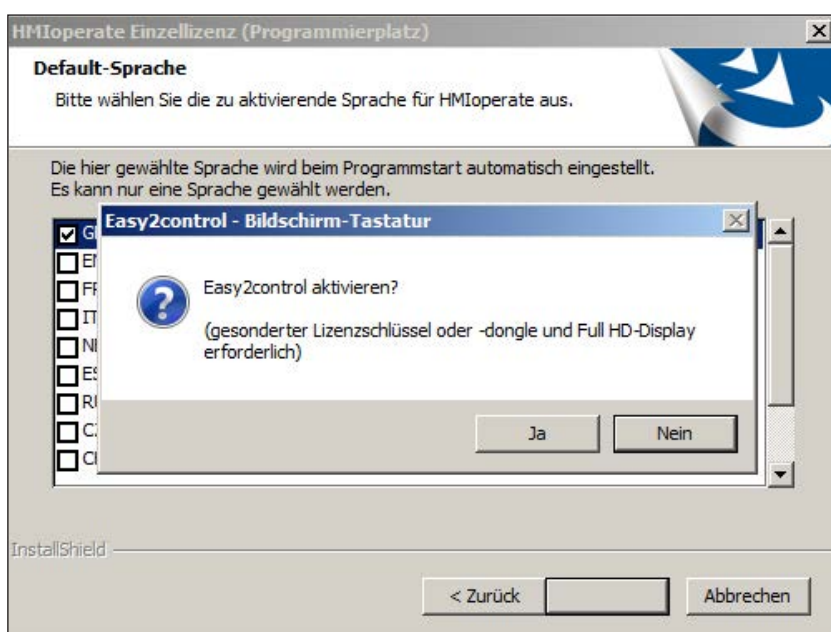 HMIoperate Einzellizenz (Programmierplatz)
Default-Sprache
Bitte wählen Sie die zu aktivierende Sprache für HMIoperate aus.
Die hier gewählte Sprache wird beim Programmstart automatisch eingestellt.
Es kann nur eine Sprache gewählt werden.
Easy2control - Bildschirm-Tastatur
Easy2control aktivieren?
(gesonderter Lizenzschlüssel oder -dongle und Full HD-Display
erforderlich)
Ja Nein
InstallShield
< Zurück Abbrechen